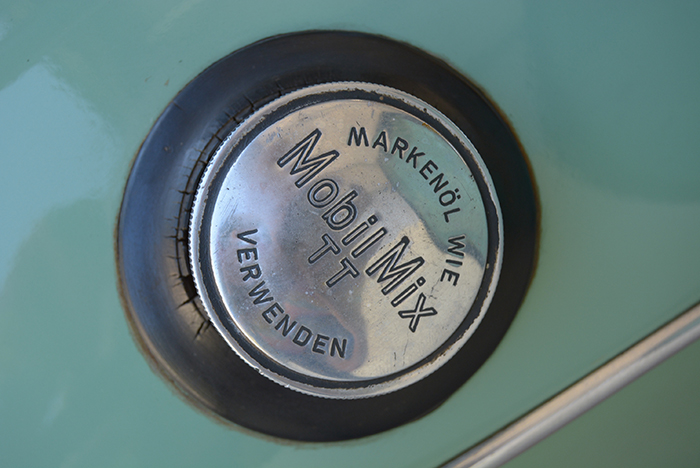 MARKENÖL WIE
Mobil Mix
TT
VERWENDEN